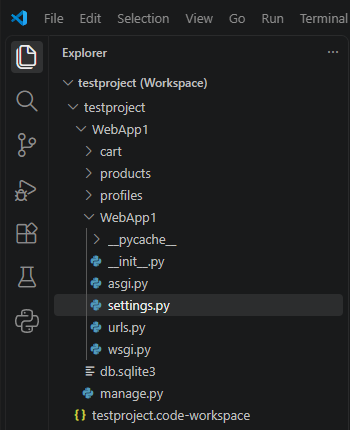 File Edit Selection View Go Run Terminal
Explorer
testproject (Workspace)
testproject
WebApp1
cart
products
profiles
WebApp1
__pycache__
__init__.py
asgi.py
settings.py
urls.py
wsgi.py
db.sqlite3
manage.py
{} testproject.code-workspace